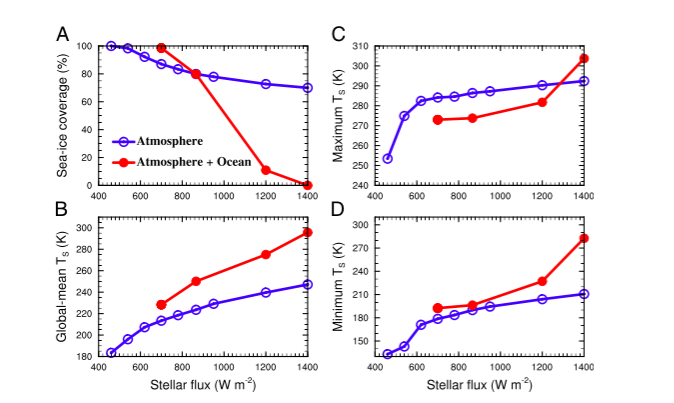 A
Sea-ice coverage (%)
100
80
60
40
20
0
400 600 800 1000 1200 1400
Atmosphere
Atmosphere + Ocean
C
Maximum T_S (K)
310
300
290
280
270
260
250
240
400 600 800 1000 1200 1400
B
Global-mean T_S (K)
300
280
260
240
220
200
180
400 600 800 1000 1200 1400
Stellar flux (W m⁻²)
D
Minimum T_S (K)
300
270
240
210
180
150
400 600 800 1000 1200 1400
Stellar flux (W m⁻²)